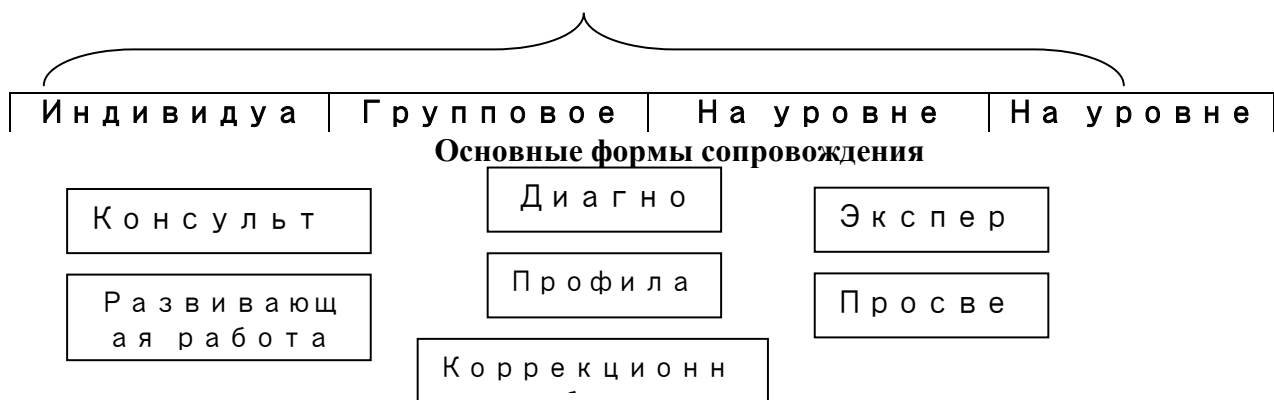 Индивидуа
Групповое
На уровне
На уровне
Основные формы сопровождения
Консульт
Диагно
Экспер
Развивающ
ая работа
Профила
Просве
Коррекционн